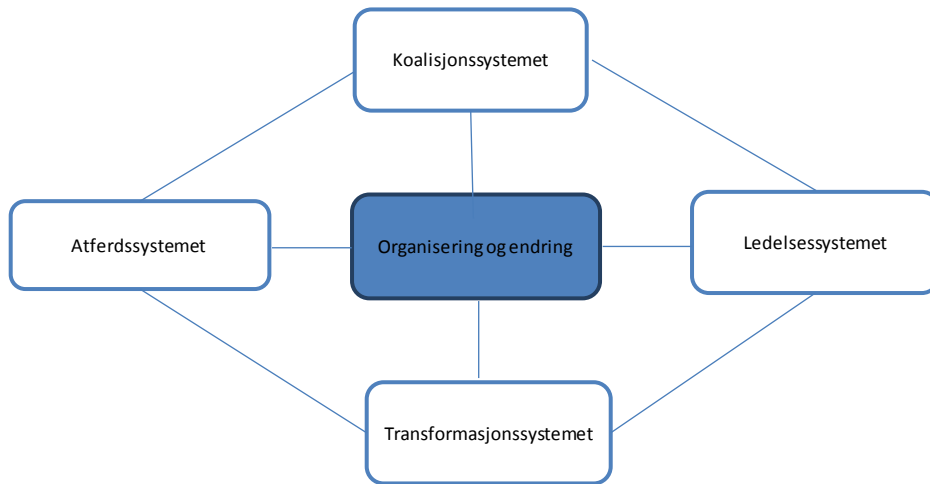 Koalisjonssystemet
Atferdssystemet
Organisering og endring
Ledelsessystemet
Transformasjonssystemet